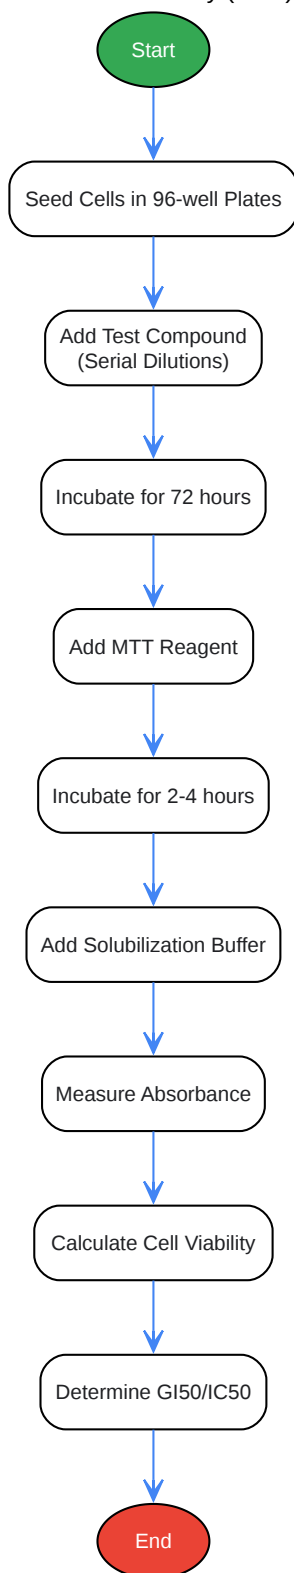 Start
Seed Cells in 96-well Plates
Add Test Compound
(Serial Dilutions)
Incubate for 72 hours
Add MTT Reagent
Incubate for 2-4 hours
Add Solubilization Buffer
Measure Absorbance
Calculate Cell Viability
Determine GI50/IC50
End